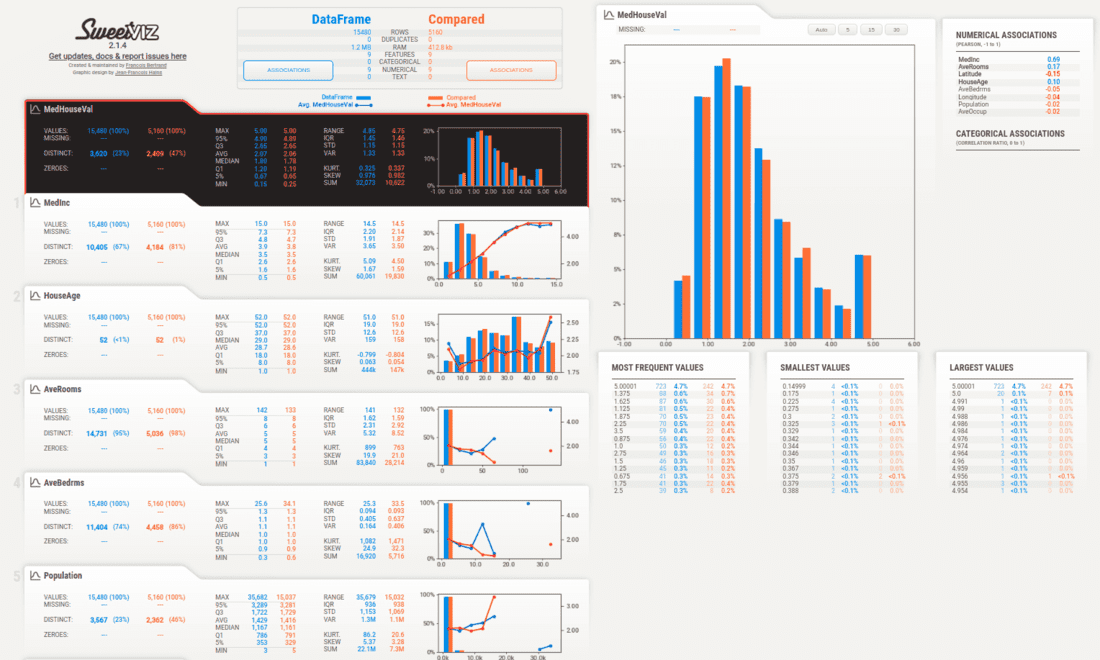 SweetVIZ
2.1.4
Get updates, docs & report issues here
Created & maintained by Francois Bertrand
Graphic design by Jean-Francois Hains
DataFrame Compared
15480 ROWS 5160
0 DUPLICATES 0
1.2 MB RAM 412.8 kb
9 FEATURES 9
0 CATEGORICAL 0
9 NUMERICAL 9
0 TEXT 0
ASSOCIATIONS ASSOCIATIONS
DataFrame Compared
Avg. MedHouseVal Avg. MedHouseVal
MedHouseVal
VALUES: 15,480 (100%) 5,160 (100%)
MISSING: --- ---
DISTINCT: 3,620 (23%) 2,409 (47%)
ZEROES: --- ---
MAX 5.00 5.00
95% 4.90 4.90
Q3 2.65 2.65
AVG 2.07 2.06
MEDIAN 1.80 1.78
Q1 1.20 1.19
5% 0.67 0.65
MIN 0.15 0.25
RANGE 4.85 4.75
IQR 1.45 1.46
STD 1.15 1.15
VAR 1.33 1.33
KURT. 0.325 0.337
SKEW 0.976 0.982
SUM 32,073 10,622
20%
10%
0%
-1.00 0.00 1.00 2.00 3.00 4.00 5.00 6.00
1
MedInc
VALUES: 15,480 (100%) 5,160 (100%)
MISSING: --- ---
DISTINCT: 10,405 (67%) 4,184 (81%)
ZEROES: --- ---
MAX 15.0 15.0
95% 7.3 7.3
Q3 4.8 4.7
AVG 3.9 3.8
MEDIAN 3.5 3.5
Q1 2.6 2.6
5% 1.6 1.6
MIN 0.5 0.5
RANGE 14.5 14.5
IQR 2.20 2.14
STD 1.91 1.87
VAR 3.65 3.50
KURT. 5.09 4.50
SKEW 1.67 1.59
SUM 60,061 19,830
30%
20%
10%
0%
4.00
2.00
0.0 5.0 10.0 15.0
2
HouseAge
VALUES: 15,480 (100%) 5,160 (100%)
MISSING: --- ---
DISTINCT: 52 (<1%) 52 (1%)
ZEROES: --- ---
MAX 52.0 52.0
95% 52.0 52.0
Q3 37.0 37.0
MEDIAN 29.0 29.0
AVG 28.7 28.6
Q1 18.0 18.0
5% 8.0 8.0
MIN 1.0 1.0
RANGE 51.0 51.0
IQR 19.0 19.0
STD 12.6 12.6
VAR 159 158
KURT. -0.799 -0.804
SKEW 0.063 0.054
SUM 444k 147k
15%
10%
5%
0%
2.50
2.25
2.00
1.75
0.0 10.0 20.0 30.0 40.0 50.0
3
AveRooms
VALUES: 15,480 (100%) 5,160 (100%)
MISSING: --- ---
DISTINCT: 14,731 (95%) 5,036 (98%)
ZEROES: --- ---
MAX 142 133
95% 8 8
Q3 6 6
AVG 5 5
MEDIAN 5 5
Q1 4 4
5% 3 3
MIN 1 1
RANGE 141 132
IQR 1.62 1.59
STD 2.31 2.92
VAR 5.32 8.52
KURT. 899 763
SKEW 19.9 21.0
SUM 83,840 28,214
100%
50%
0%
4.00
2.00
0 50 100
4
AveBedrms
VALUES: 15,480 (100%) 5,160 (100%)
MISSING: --- ---
DISTINCT: 11,404 (74%) 4,458 (86%)
ZEROES: --- ---
MAX 25.6 34.1
95% 1.3 1.3
Q3 1.1 1.1
AVG 1.1 1.1
MEDIAN 1.0 1.0
Q1 1.0 1.0
5% 0.9 0.9
MIN 0.3 0.6
RANGE 25.3 33.5
IQR 0.094 0.093
STD 0.405 0.637
VAR 0.164 0.406
KURT. 1,082 1,471
SKEW 24.9 32.3
SUM 16,920 5,716
100%
50%
0%
4.00
2.00
0.0 10.0 20.0 30.0
5
Population
VALUES: 15,480 (100%) 5,160 (100%)
MISSING: --- ---
DISTINCT: 3,567 (23%) 2,362 (46%)
ZEROES: --- ---
MAX 35,682 15,037
95% 3,289 3,281
Q3 1,722 1,729
AVG 1,429 1,416
MEDIAN 1,167 1,161
Q1 786 791
5% 353 329
MIN 3 5
RANGE 35,679 15,032
IQR 936 938
STD 1,153 1,069
VAR 1.3M 1.1M
KURT. 86.2 20.6
SKEW 5.37 3.28
SUM 22.1M 7.3M
100%
50%
0%
3.00
2.00
0.0k 10.0k 20.0k 30.0k
MedHouseVal
MISSING: --- ---
Auto 5 15 30
20%
18%
15%
12%
10%
8%
5%
2%
0%
-1.00 0.00 1.00 2.00 3.00 4.00 5.00 6.00
NUMERICAL ASSOCIATIONS
(PEARSON, -1 to 1)
MedInc 0.69
AveRooms 0.17
Latitude -0.15
HouseAge 0.10
AveBedrms -0.05
Longitude -0.04
Population -0.02
AveOccup -0.02
CATEGORICAL ASSOCIATIONS
(CORRELATION RATIO, 0 to 1)
MOST FREQUENT VALUES
5.00001 723 4.7% 242 4.7%
1.375 88 0.6% 34 0.7%
1.625 87 0.6% 30 0.6%
1.125 81 0.5% 22 0.4%
1.875 70 0.5% 23 0.4%
2.25 70 0.5% 22 0.4%
3.5 59 0.4% 20 0.4%
0.875 56 0.4% 22 0.4%
1.0 50 0.3% 12 0.2%
2.75 49 0.3% 16 0.3%
1.5 46 0.3% 18 0.3%
1.25 45 0.3% 11 0.2%
0.675 41 0.3% 14 0.3%
1.75 41 0.3% 22 0.4%
2.5 39 0.3% 8 0.2%
SMALLEST VALUES
0.14999 4 <0.1% 0 0.0%
0.175 1 <0.1% 0 0.0%
0.225 4 <0.1% 0 0.0%
0.275 1 <0.1% 0 0.0%
0.3 2 <0.1% 0 0.0%
0.325 3 <0.1% 1 <0.1%
0.329 1 <0.1% 0 0.0%
0.342 1 <0.1% 0 0.0%
0.344 1 <0.1% 0 0.0%
0.346 1 <0.1% 0 0.0%
0.35 1 <0.1% 0 0.0%
0.367 1 <0.1% 0 0.0%
0.375 2 <0.1% 2 <0.1%
0.379 1 <0.1% 0 0.0%
0.388 2 <0.1% 0 0.0%
LARGEST VALUES
5.00001 723 4.7% 242 4.7%
5.0 20 0.1% 7 0.1%
4.991 1 <0.1% 0 0.0%
4.99 1 <0.1% 0 0.0%
4.988 1 <0.1% 0 0.0%
4.986 1 <0.1% 0 0.0%
4.984 1 <0.1% 0 0.0%
4.976 1 <0.1% 0 0.0%
4.974 1 <0.1% 0 0.0%
4.964 2 <0.1% 0 0.0%
4.96 1 <0.1% 0 0.0%
4.959 1 <0.1% 0 0.0%
4.956 1 <0.1% 1 <0.1%
4.955 3 <0.1% 0 0.0%
4.954 1 <0.1% 0 0.0%